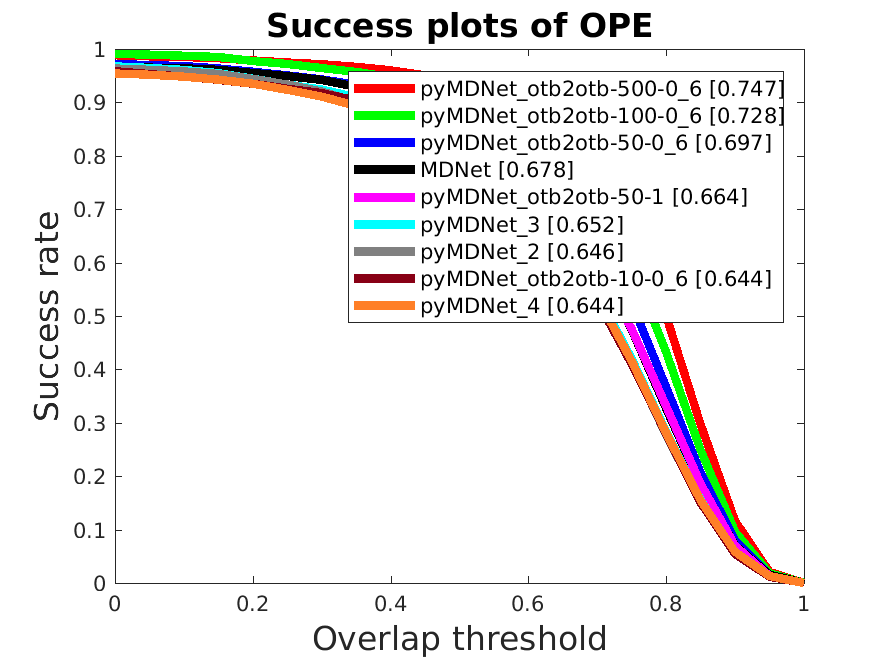 Success plots of OPE
1
0.9
0.8
0.7
0.6
0.5
0.4
0.3
0.2
0.1
0
Success rate
pyMDNet_otb2otb-500-0_6 [0.747]
pyMDNet_otb2otb-100-0_6 [0.728]
pyMDNet_otb2otb-50-0_6 [0.697]
MDNet [0.678]
pyMDNet_otb2otb-50-1 [0.664]
pyMDNet_3 [0.652]
pyMDNet_2 [0.646]
pyMDNet_otb2otb-10-0_6 [0.644]
pyMDNet_4 [0.644]
0 0.2 0.4 0.6 0.8 1
Overlap threshold